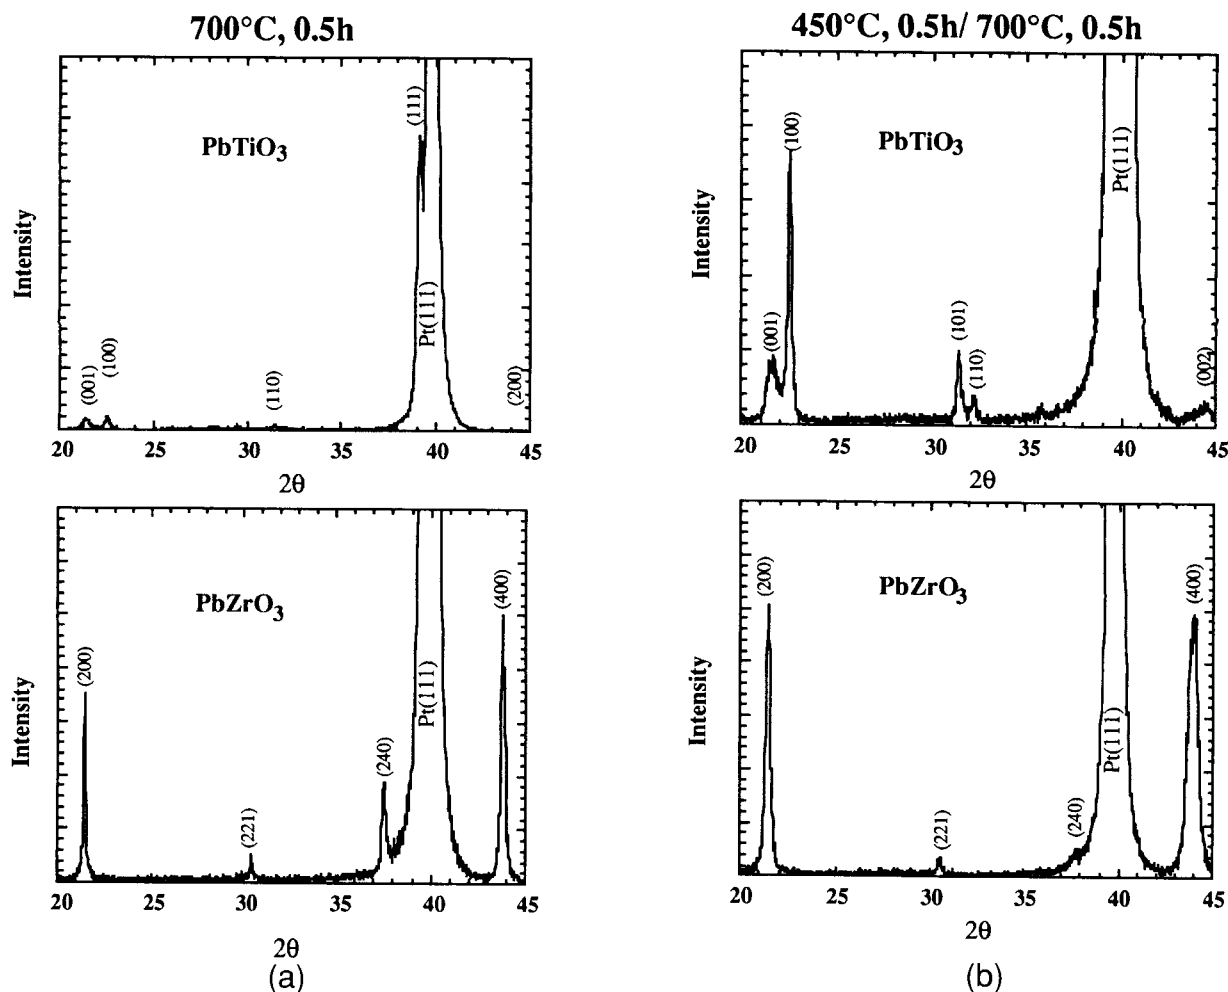 700°C, 0.5h
450°C, 0.5h/ 700°C, 0.5h
PbTiO3
(001)
(100)
(110)
(111)
Pt(111)
(200)
Intensity
20 25 30 35 40 45
2θ
PbTiO3
(001)
(100)
(101)
(110)
Pt(111)
(002)
Intensity
20 25 30 35 40 45
2θ
PbZrO3
(200)
(221)
(240)
Pt(111)
(400)
Intensity
20 25 30 35 40 45
2θ
(a)
PbZrO3
(200)
(221)
(240)
Pt(111)
(400)
Intensity
20 25 30 35 40 45
2θ
(b)